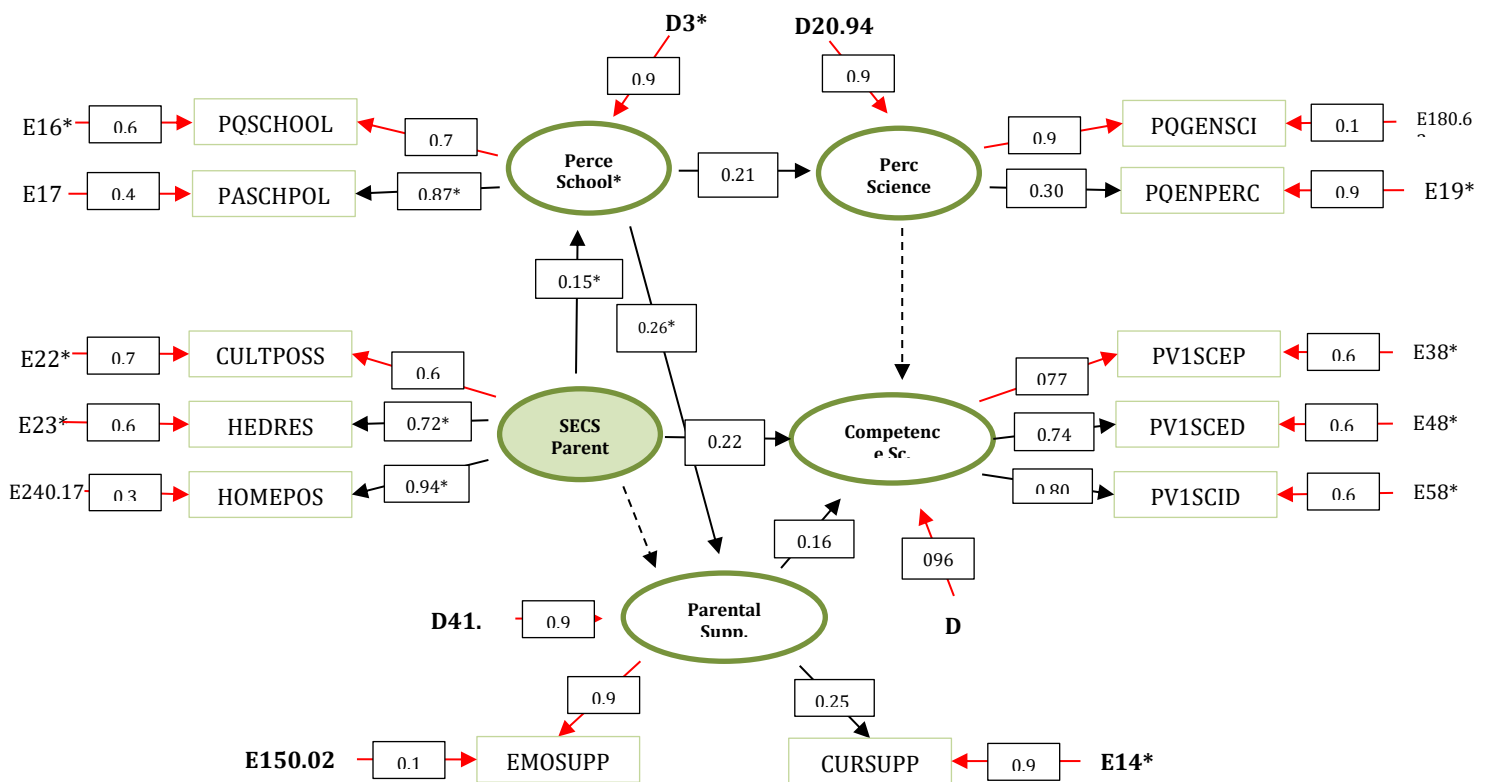 D3*
D20.94
0.9
0.9
E16*
0.6
PQSCHOOL
0.7
Perce
School*
0.21
Perc
Science
0.9
PQGENSCI
0.1
E180.6
E17
0.4
PASCHPOL
0.87*
0.30
PQENPERC
0.9
E19*
0.15*
0.26*
E22*
0.7
CULTPOSS
0.6
077
PV1SCEP
0.6
E38*
E23*
0.6
HEDRES
0.72*
SECS
Parent
0.22
Competenc
e Sc.
0.74
PV1SCED
0.6
E48*
E240.17
0.3
HOMEPOS
0.94*
0.80
PV1SCID
0.6
E58*
0.16
096
D41.
0.9
Parental
Supp.
D
0.9
0.25
E150.02
0.1
EMOSUPP
CURSUPP
0.9
E14*